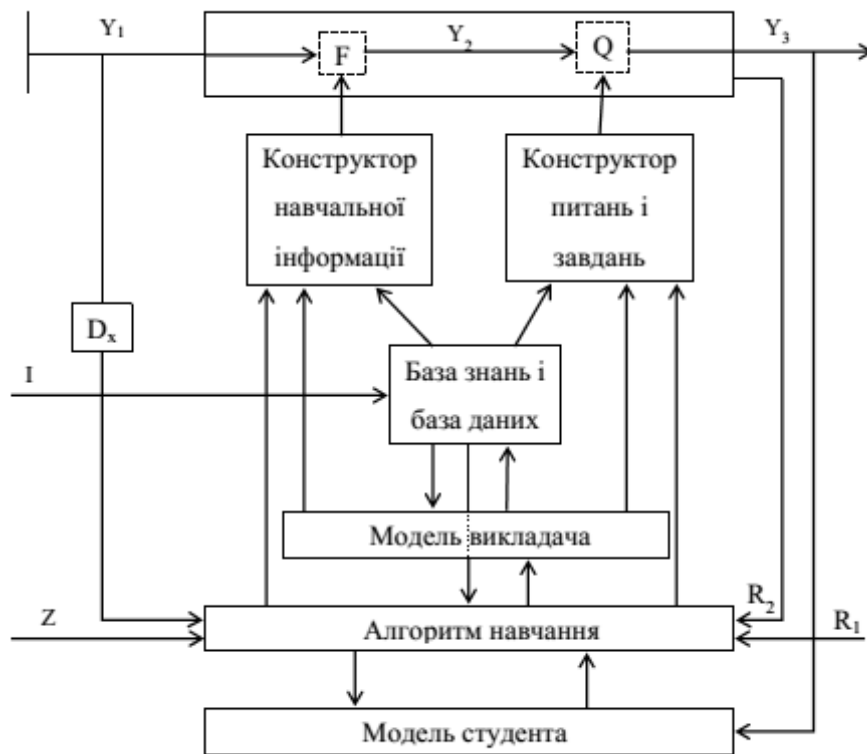 Y1
F
Y2
Q
Y3
Конструктор
навчальної
інформації
Конструктор
питань і
завдань
Dx
I
База знань і
база даних
Модель викладача
Z
Алгоритм навчання
R2
R1
Модель студента